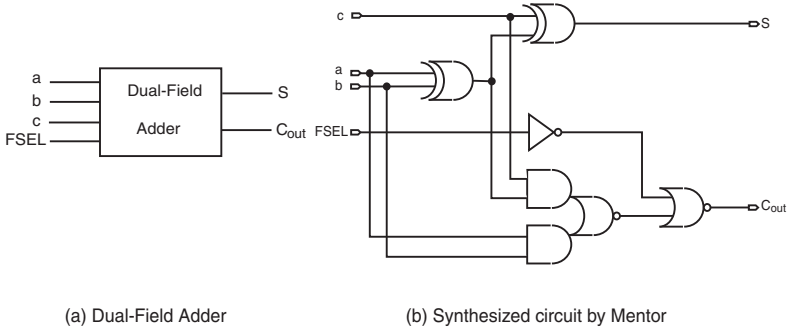 a
b
c
FSEL
Dual-Field
Adder
S
Cout
(a) Dual-Field Adder
c
a
b
FSEL
S
Cout
(b) Synthesized circuit by Mentor